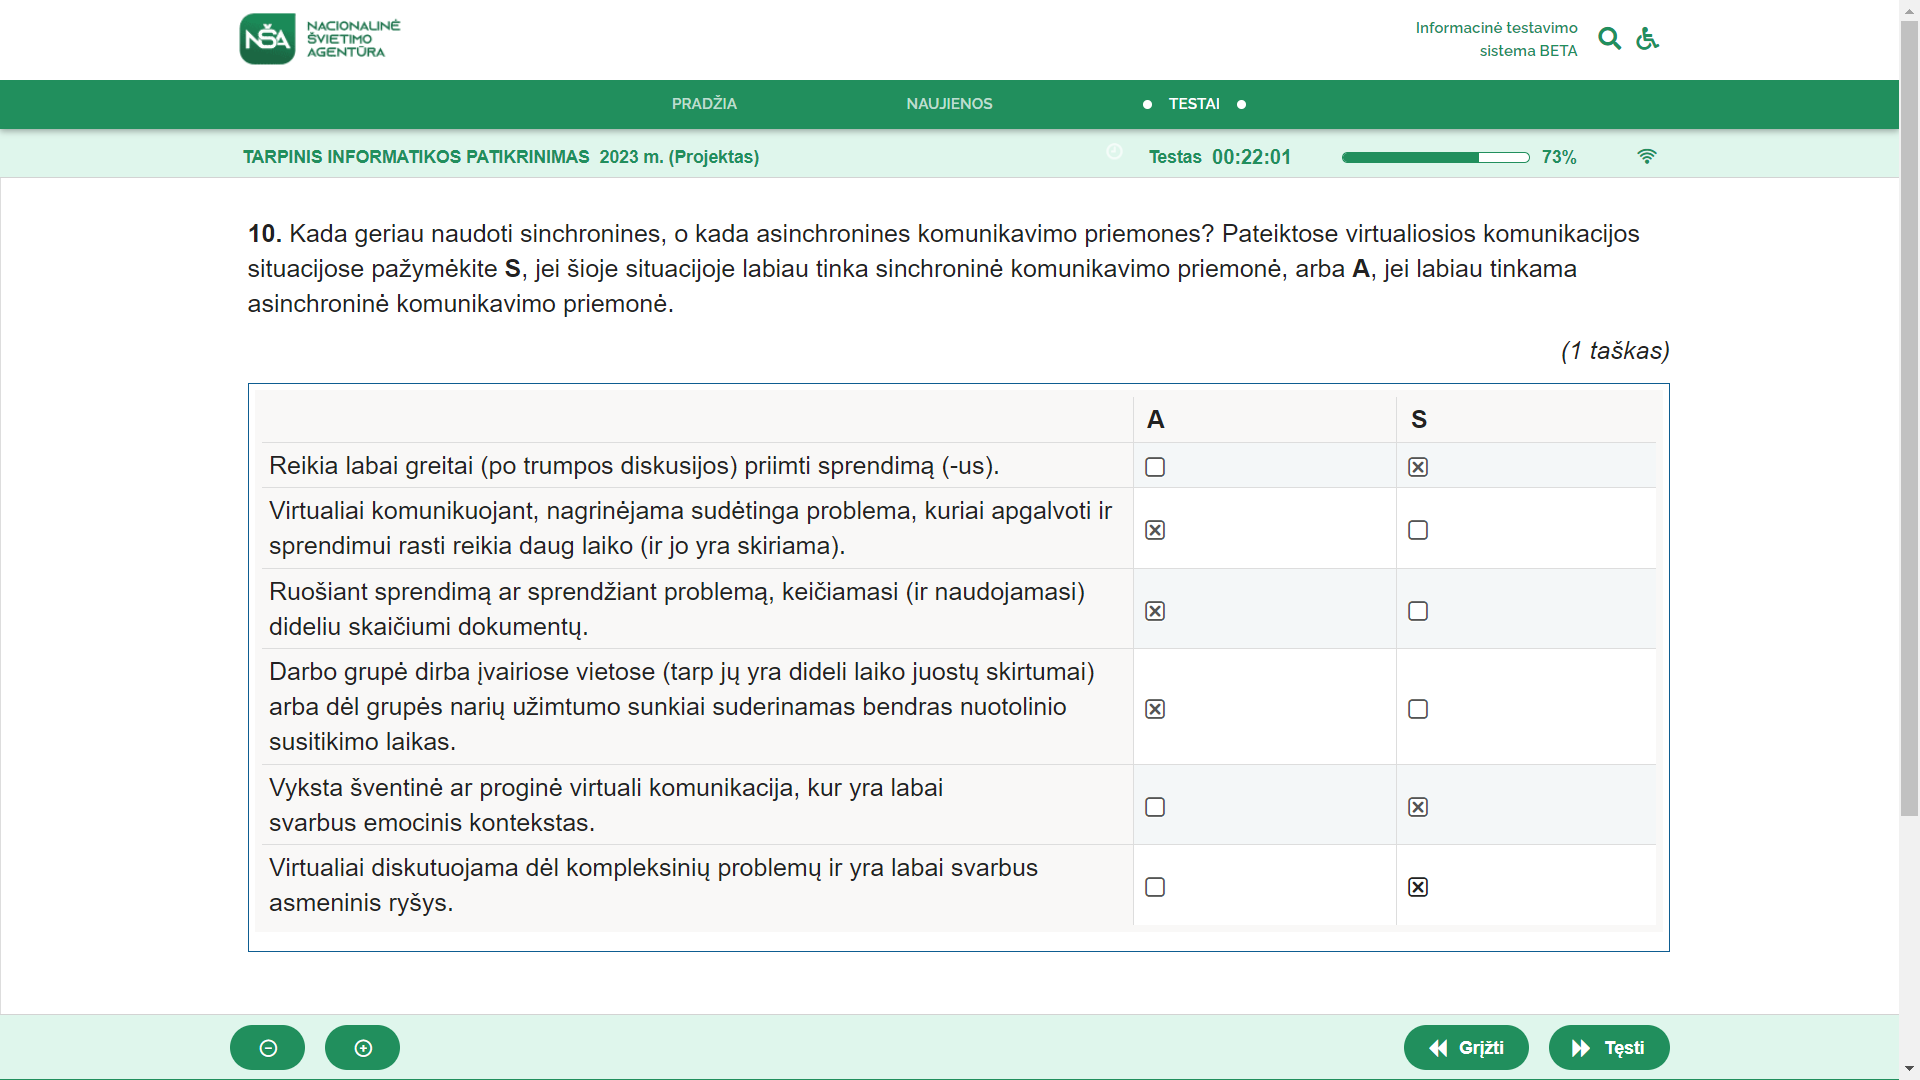 NŠA
NACIONALINĖ
ŠVIETIMO
AGENTŪRA
Informacinė testavimo
sistema BETA
PRADŽIA
NAUJIENOS
TESTAI
TARPINIS INFORMATIKOS PATIKRINIMAS 2023 m. (Projektas)
Testas 00:22:01
73%
10. Kada geriau naudoti sinchronines, o kada asinchronines komunikavimo priemones? Pateiktose virtualiosios komunikacijos
situacijose pažymėkite S, jei šioje situacijoje labiau tinka sinchroninė komunikavimo priemonė, arba A, jei labiau tinkama
asinchroninė komunikavimo priemonė.
(1 taškas)
A
S
Reikia labai greitai (po trumpos diskusijos) priimti sprendimą (-us).
Virtualiai komunikuojant, nagrinėjama sudėtinga problema, kuriai apgalvoti ir
sprendimui rasti reikia daug laiko (ir jo yra skiriama).
Ruošiant sprendimą ar sprendžiant problemą, keičiamasi (ir naudojamasi)
dideliu skaičiumi dokumentų.
Darbo grupė dirba įvairiose vietose (tarp jų yra dideli laiko juostų skirtumai)
arba dėl grupės narių užimtumo sunkiai suderinamas bendras nuotolinio
susitikimo laikas.
Vyksta šventinė ar proginė virtuali komunikacija, kur yra labai
svarbus emocinis kontekstas.
Virtualiai diskutuojama dėl kompleksinių problemų ir yra labai svarbus
asmeninis ryšys.
Grįžti
Tęsti